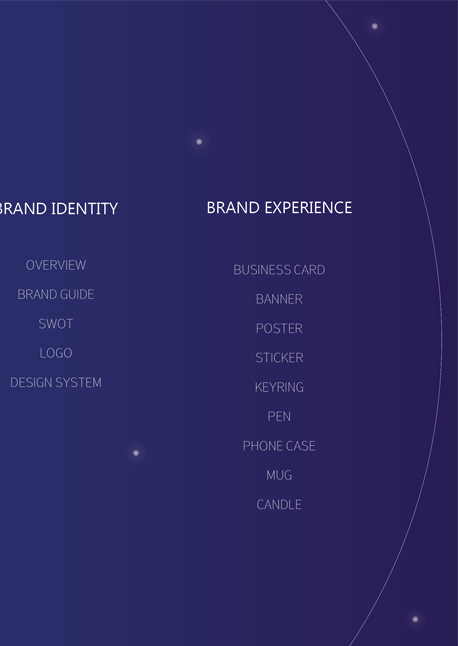 BRAND IDENTITY
OVERVIEW
BRAND GUIDE
SWOT
LOGO
DESIGN SYSTEM
BRAND EXPERIENCE
BUSINESS CARD
BANNER
POSTER
STICKER
KEYRING
PEN
PHONE CASE
MUG
CANDLE